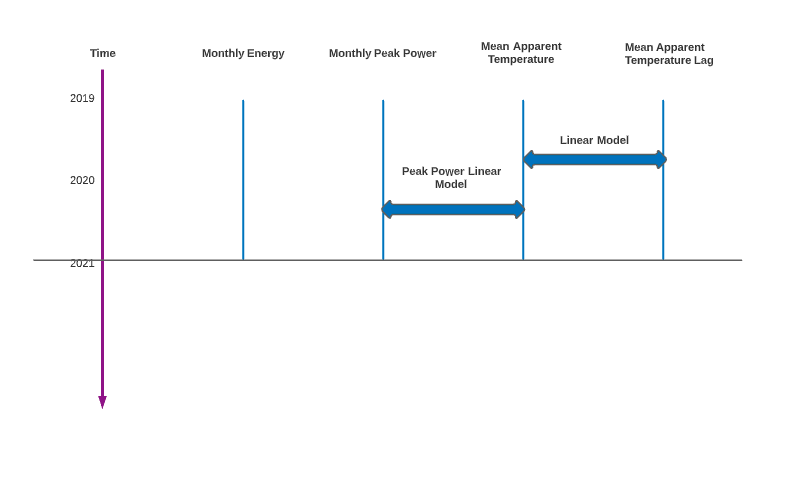 Time
Monthly Energy
Monthly Peak Power
Mean Apparent
Temperature
Mean Apparent
Temperature Lag
2019
Linear Model
Peak Power Linear
Model
2020
2021